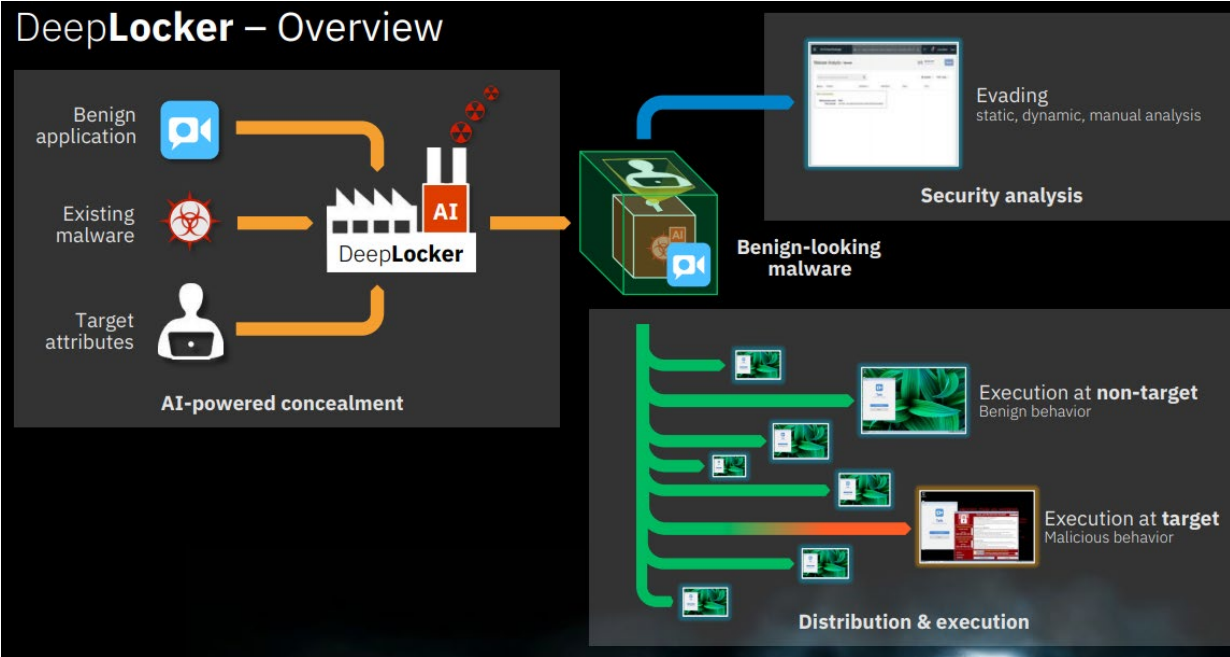 DeepLocker – Overview
Benign
application
Existing
malware
Target
attributes
AI
DeepLocker
AI-powered concealment
AI
Benign-looking
malware
Evading
static, dynamic, manual analysis
Security analysis
Execution at non-target
Benign behavior
Execution at target
Malicious behavior
Distribution & execution